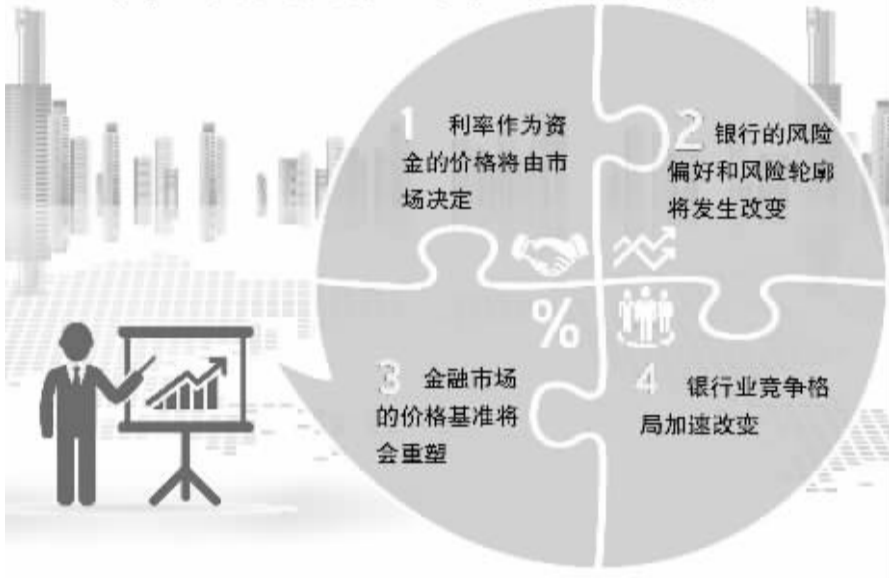 1 利率作为资
金的价格将由市
场决定
2 银行的风险
偏好和风险轮廓
将发生改变
%
3 金融市场
的价格基准将
会重塑
4 银行业竞争格
局加速改变